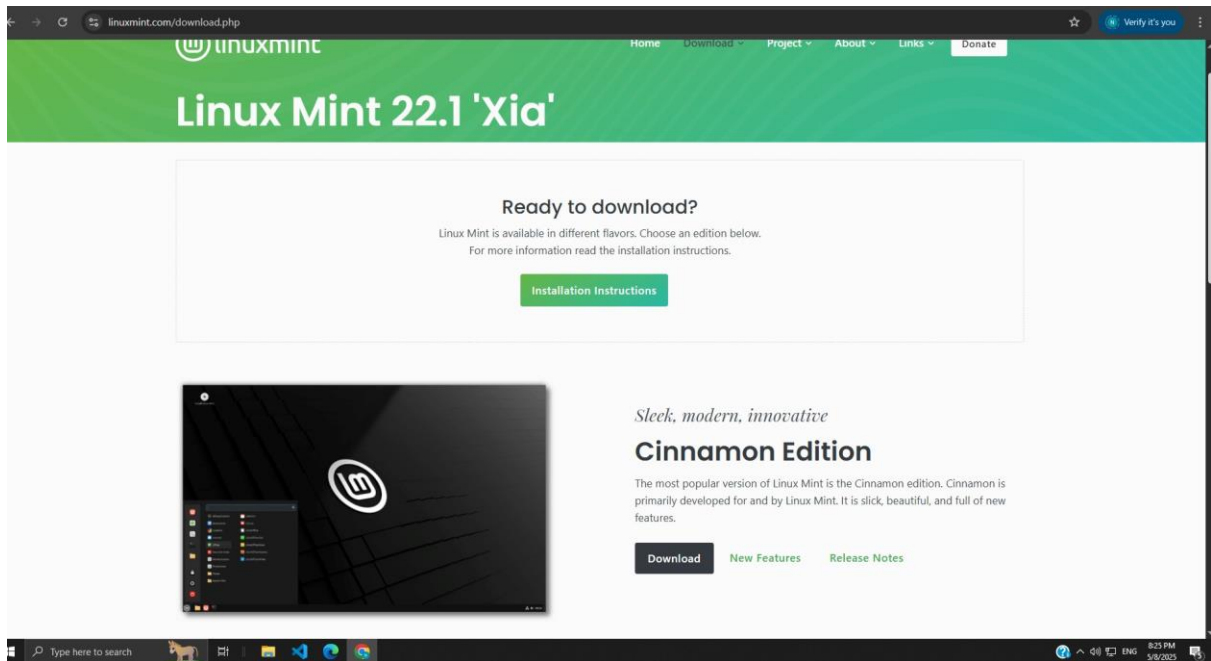 linuxmint.com/download.php
Verify it's you
linuxmint
Home Download Project About Links Donate
Linux Mint 22.1 'Xia'
Ready to download?
Linux Mint is available in different flavors. Choose an edition below.
For more information read the installation instructions.
Installation Instructions
Sleek, modern, innovative
Cinnamon Edition
The most popular version of Linux Mint is the Cinnamon edition. Cinnamon is
primarily developed for and by Linux Mint. It is slick, beautiful, and full of new
features.
Download New Features Release Notes
Type here to search
ENG
8:25 PM
5/8/2025